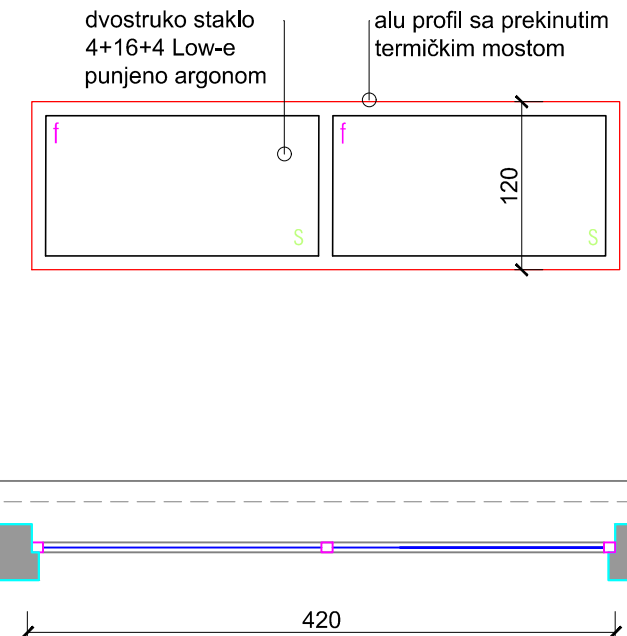 dvostruko staklo
4+16+4 Low-e
punjeno argonom
alu profil sa prekinutim
termičkim mostom
f
f
120
S
S
420